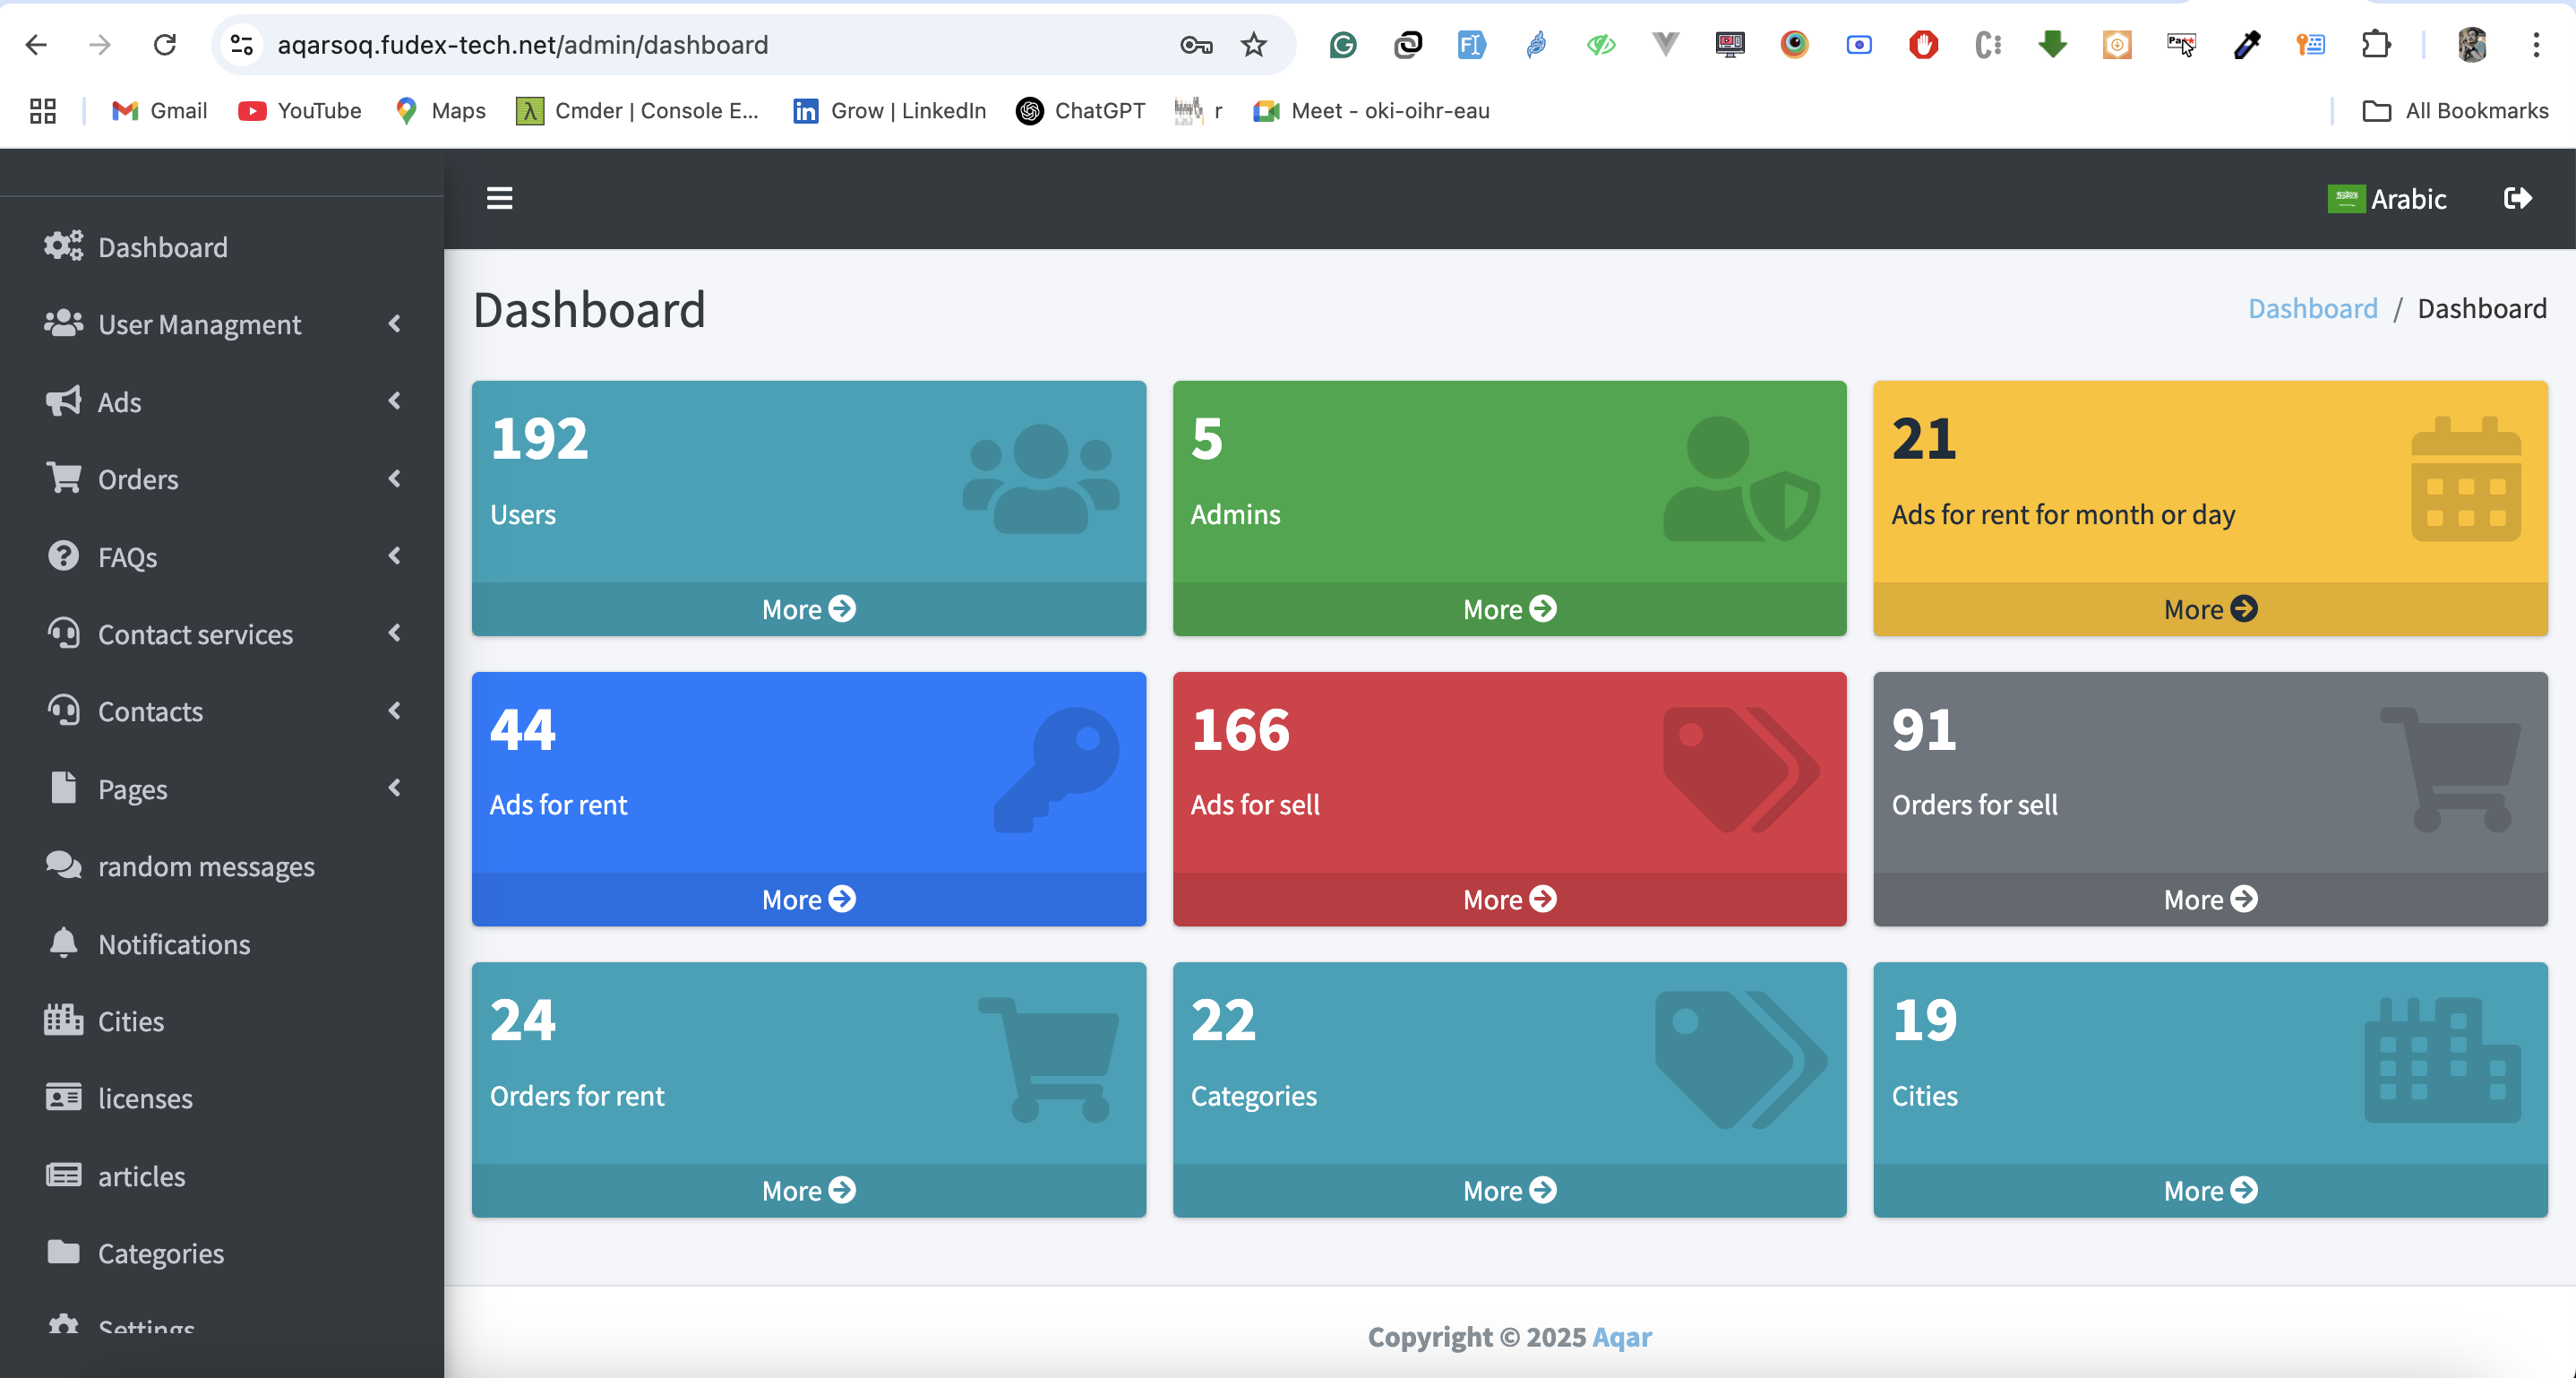 aqarsoq.fudex-tech.net/admin/dashboard
Gmail
YouTube
Maps
Cmder | Console E...
Grow | LinkedIn
ChatGPT
r
Meet - oki-oihr-eau
All Bookmarks
Arabic
Dashboard
User Managment
Ads
Orders
FAQs
Contact services
Contacts
Pages
random messages
Notifications
Cities
licenses
articles
Categories
Settings
Dashboard
Dashboard / Dashboard
192
Users
More
5
Admins
More
21
Ads for rent for month or day
More
44
Ads for rent
More
166
Ads for sell
More
91
Orders for sell
More
24
Orders for rent
More
22
Categories
More
19
Cities
More
Copyright © 2025 Aqar